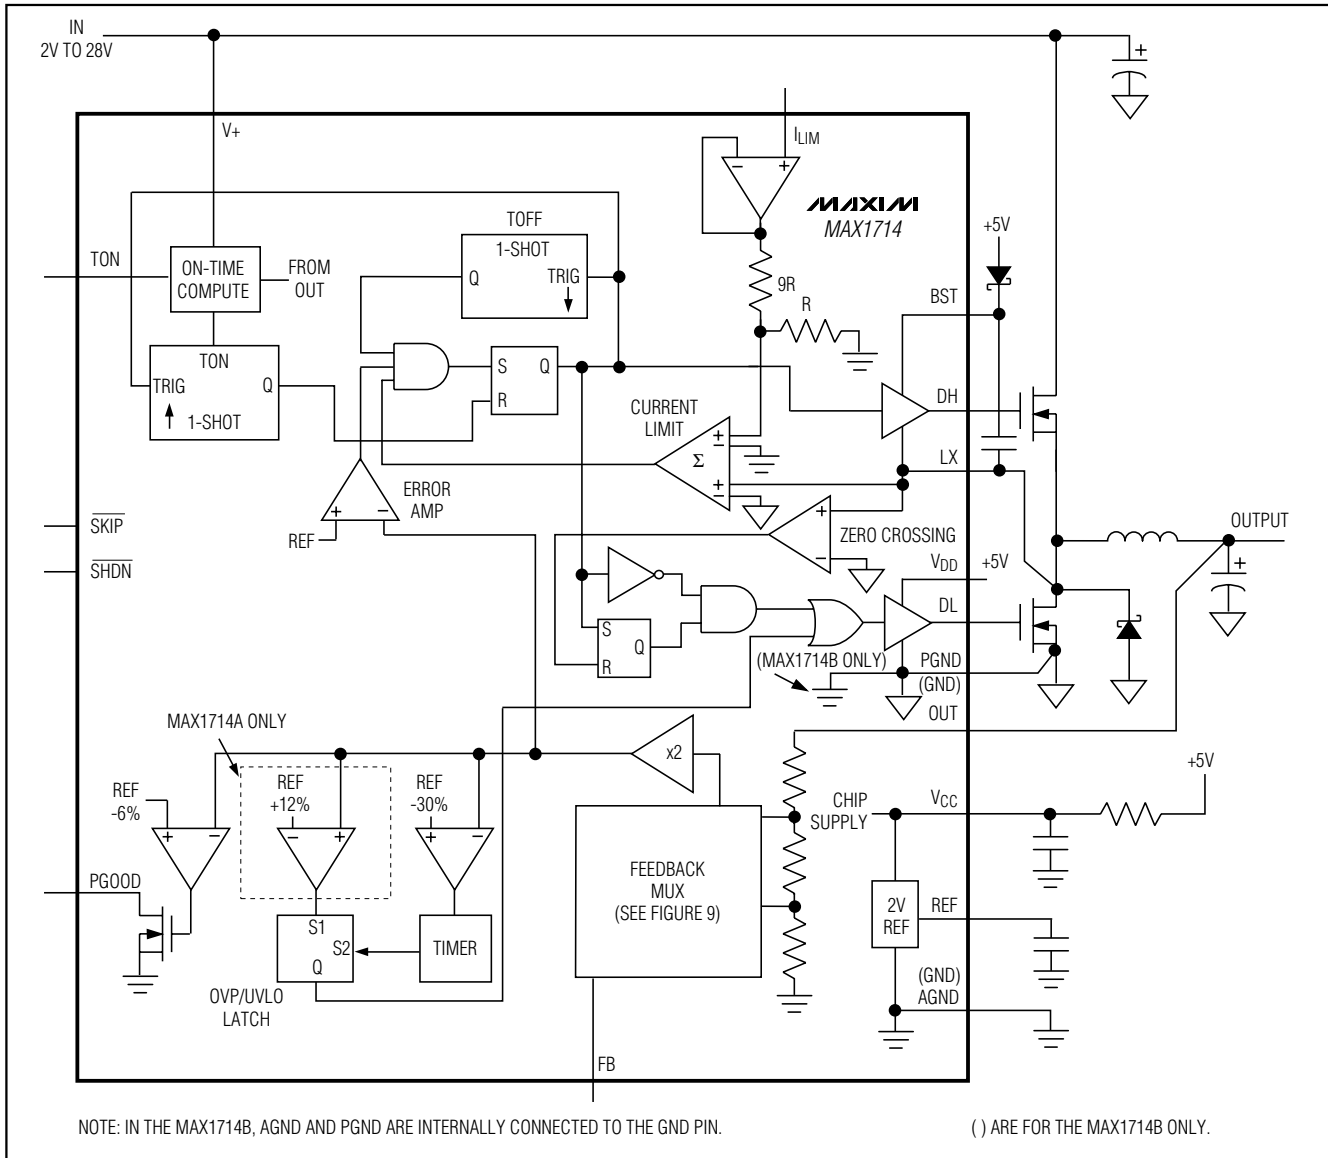 IN
2V TO 28V
V+
ILIM
MAXIM
MAX1714
+5V
TOFF
1-SHOT
Q
TRIG
TON
ON-TIME
COMPUTE
FROM
OUT
9R
R
BST
TON
TRIG
Q
1-SHOT
S
Q
R
CURRENT
LIMIT
+
−
Σ
+
−
DH
LX
ERROR
AMP
+
−
REF
SKIP
SHDN
+
−
ZERO CROSSING
OUTPUT
VDD
+5V
DL
S
Q
R
(MAX1714B ONLY)
PGND
(GND)
OUT
MAX1714A ONLY
x2
REF
-6%
REF
+12%
REF
-30%
+
−
−
+
+
−
+5V
CHIP
SUPPLY
VCC
FEEDBACK
MUX
(SEE FIGURE 9)
PGOOD
2V
REF
REF
S1
S2
Q
TIMER
OVP/UVLO
LATCH
(GND)
AGND
FB
NOTE: IN THE MAX1714B, AGND AND PGND ARE INTERNALLY CONNECTED TO THE GND PIN.
( ) ARE FOR THE MAX1714B ONLY.